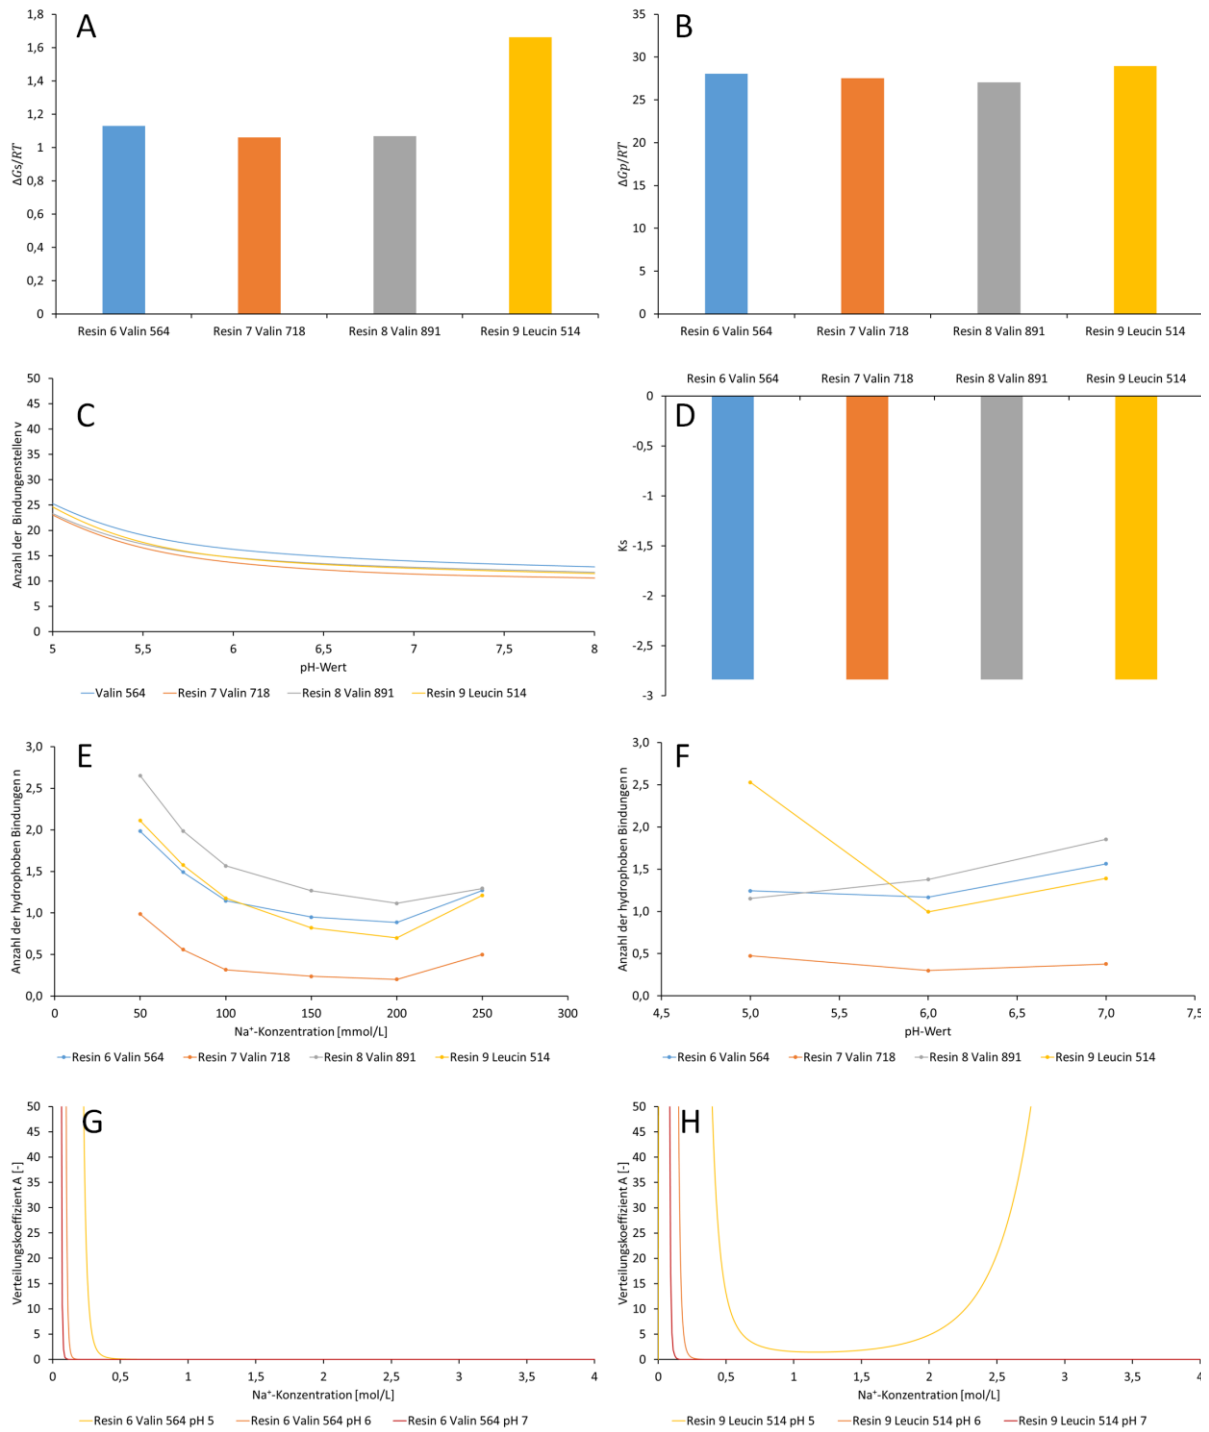 A
1,8
1,6
1,4
1,2
1
0,8
0,6
0,4
0,2
0
ΔGs/RT
Resin 6 Valin 564 Resin 7 Valin 718 Resin 8 Valin 891 Resin 9 Leucin 514
B
35
30
25
20
15
10
5
0
ΔGp/RT
Resin 6 Valin 564 Resin 7 Valin 718 Resin 8 Valin 891 Resin 9 Leucin 514
C
50
45
40
35
30
25
20
15
10
5
0
Anzahl der Bindungenstellen v
5 5,5 6 6,5 7 7,5 8
pH-Wert
Valin 564 Resin 7 Valin 718 Resin 8 Valin 891 Resin 9 Leucin 514
Resin 6 Valin 564 Resin 7 Valin 718 Resin 8 Valin 891 Resin 9 Leucin 514
D
0
-0,5
-1
-1,5
-2
-2,5
-3
Ks
E
3,0
2,5
2,0
1,5
1,0
0,5
0,0
Anzahl der hydrophoben Bindungen n
0 50 100 150 200 250 300
Na⁺-Konzentration [mmol/L]
Resin 6 Valin 564 Resin 7 Valin 718 Resin 8 Valin 891 Resin 9 Leucin 514
F
3,0
2,5
2,0
1,5
1,0
0,5
0,0
Anzahl der hydrophoben Bindungen n
4,5 5,0 5,5 6,0 6,5 7,0 7,5
pH-Wert
Resin 6 Valin 564 Resin 7 Valin 718 Resin 8 Valin 891 Resin 9 Leucin 514
G
50
45
40
35
30
25
20
15
10
5
0
Verteilungskoeffizient A [-]
0 0,5 1 1,5 2 2,5 3 3,5 4
Na⁺-Konzentration [mol/L]
Resin 6 Valin 564 pH 5 Resin 6 Valin 564 pH 6 Resin 6 Valin 564 pH 7
H
50
45
40
35
30
25
20
15
10
5
0
Verteilungskoeffizient A [-]
0 0,5 1 1,5 2 2,5 3 3,5 4
Na⁺-Konzentration [mol/L]
Resin 9 Leucin 514 pH 5 Resin 9 Leucin 514 pH 6 Resin 9 Leucin 514 pH 7